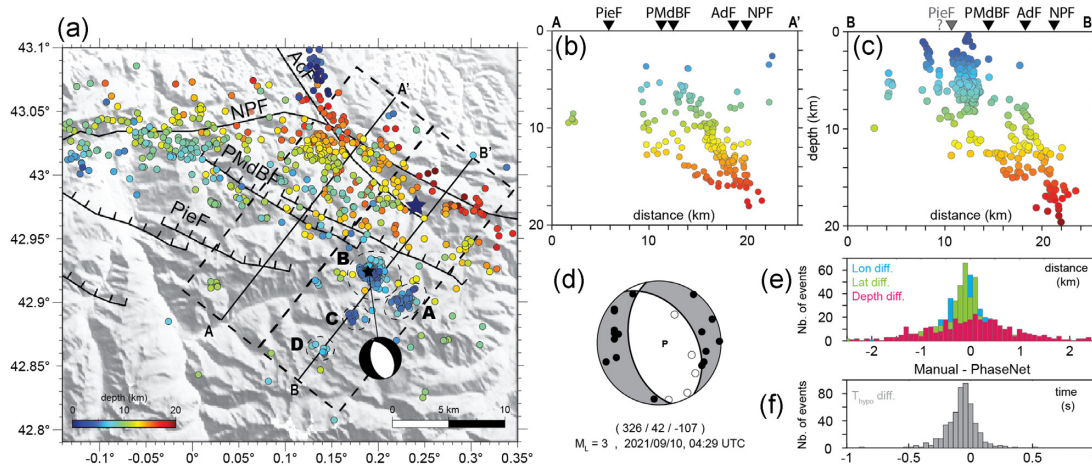 (a)
43.1°
43.05°
43°
42.95°
42.9°
42.85°
42.8°
-0.1°
-0.05°
0°
0.05°
0.1°
0.15°
0.2°
0.25°
0.3°
0.35°
NPF
PMdBF
PieF
A'
B'
B
A
C
D
A
B
depth (km)
0 10 20
5 km
0 10
A PieF PMdBF AdF NPF A'
(b)
0
10
20
0 5 10 15 20 25
distance (km)
B PieF PMdBF AdF NPF B
?
(c)
0
depth(km)
10
20
0 5 10 15 20
distance (km)
(d)
P
( 326 / 42 / -107 )
ML = 3 , 2021/09/10, 04:29 UTC
(e)
Lon diff.
Lat diff.
Depth diff.
distance
(km)
Nb. of events
60
40
20
0
-2 -1 0 1 2
Manual - PhaseNet
(f)
Thypo diff.
time
(s)
Nb. of events
80
40
0
-1 -0.5 0 0.5 1